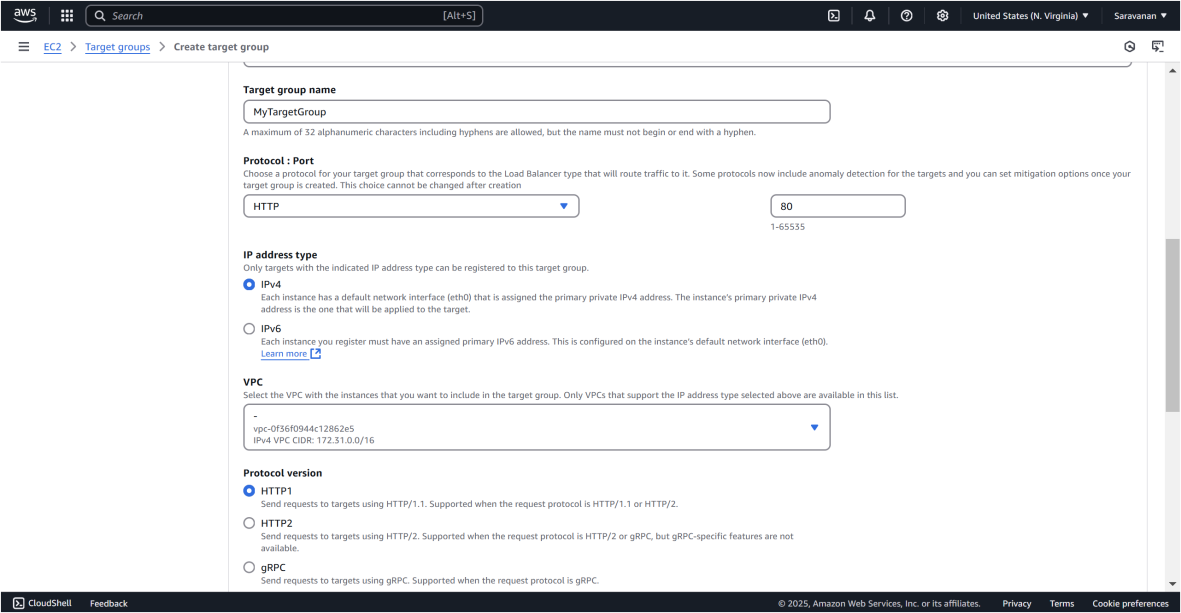 aws
Search
[Alt+S]
United States (N. Virginia)
Saravanan
EC2
Target groups
Create target group
Target group name
MyTargetGroup
A maximum of 32 alphanumeric characters including hyphens are allowed, but the name must not begin or end with a hyphen.
Protocol : Port
Choose a protocol for your target group that corresponds to the Load Balancer type that will route traffic to it. Some protocols now include anomaly detection for the targets and you can set mitigation options once your
target group is created. This choice cannot be changed after creation
HTTP
80
1-65535
IP address type
Only targets with the indicated IP address type can be registered to this target group.
IPv4
Each instance has a default network interface (eth0) that is assigned the primary private IPv4 address. The instance's primary private IPv4
address is the one that will be applied to the target.
IPv6
Each instance you register must have an assigned primary IPv6 address. This is configured on the instance's default network interface (eth0).
Learn more
VPC
Select the VPC with the instances that you want to include in the target group. Only VPCs that support the IP address type selected above are available in this list.
-
vpc-0f36f0944c12862e5
IPv4 VPC CIDR: 172.31.0.0/16
Protocol version
HTTP1
Send requests to targets using HTTP/1.1. Supported when the request protocol is HTTP/1.1 or HTTP/2.
HTTP2
Send requests to targets using HTTP/2. Supported when the request protocol is HTTP/2 or gRPC, but gRPC-specific features are not
available.
gRPC
Send requests to targets using gRPC. Supported when the request protocol is gRPC.
CloudShell
Feedback
© 2025, Amazon Web Services, Inc. or its affiliates.
Privacy
Terms
Cookie preferences